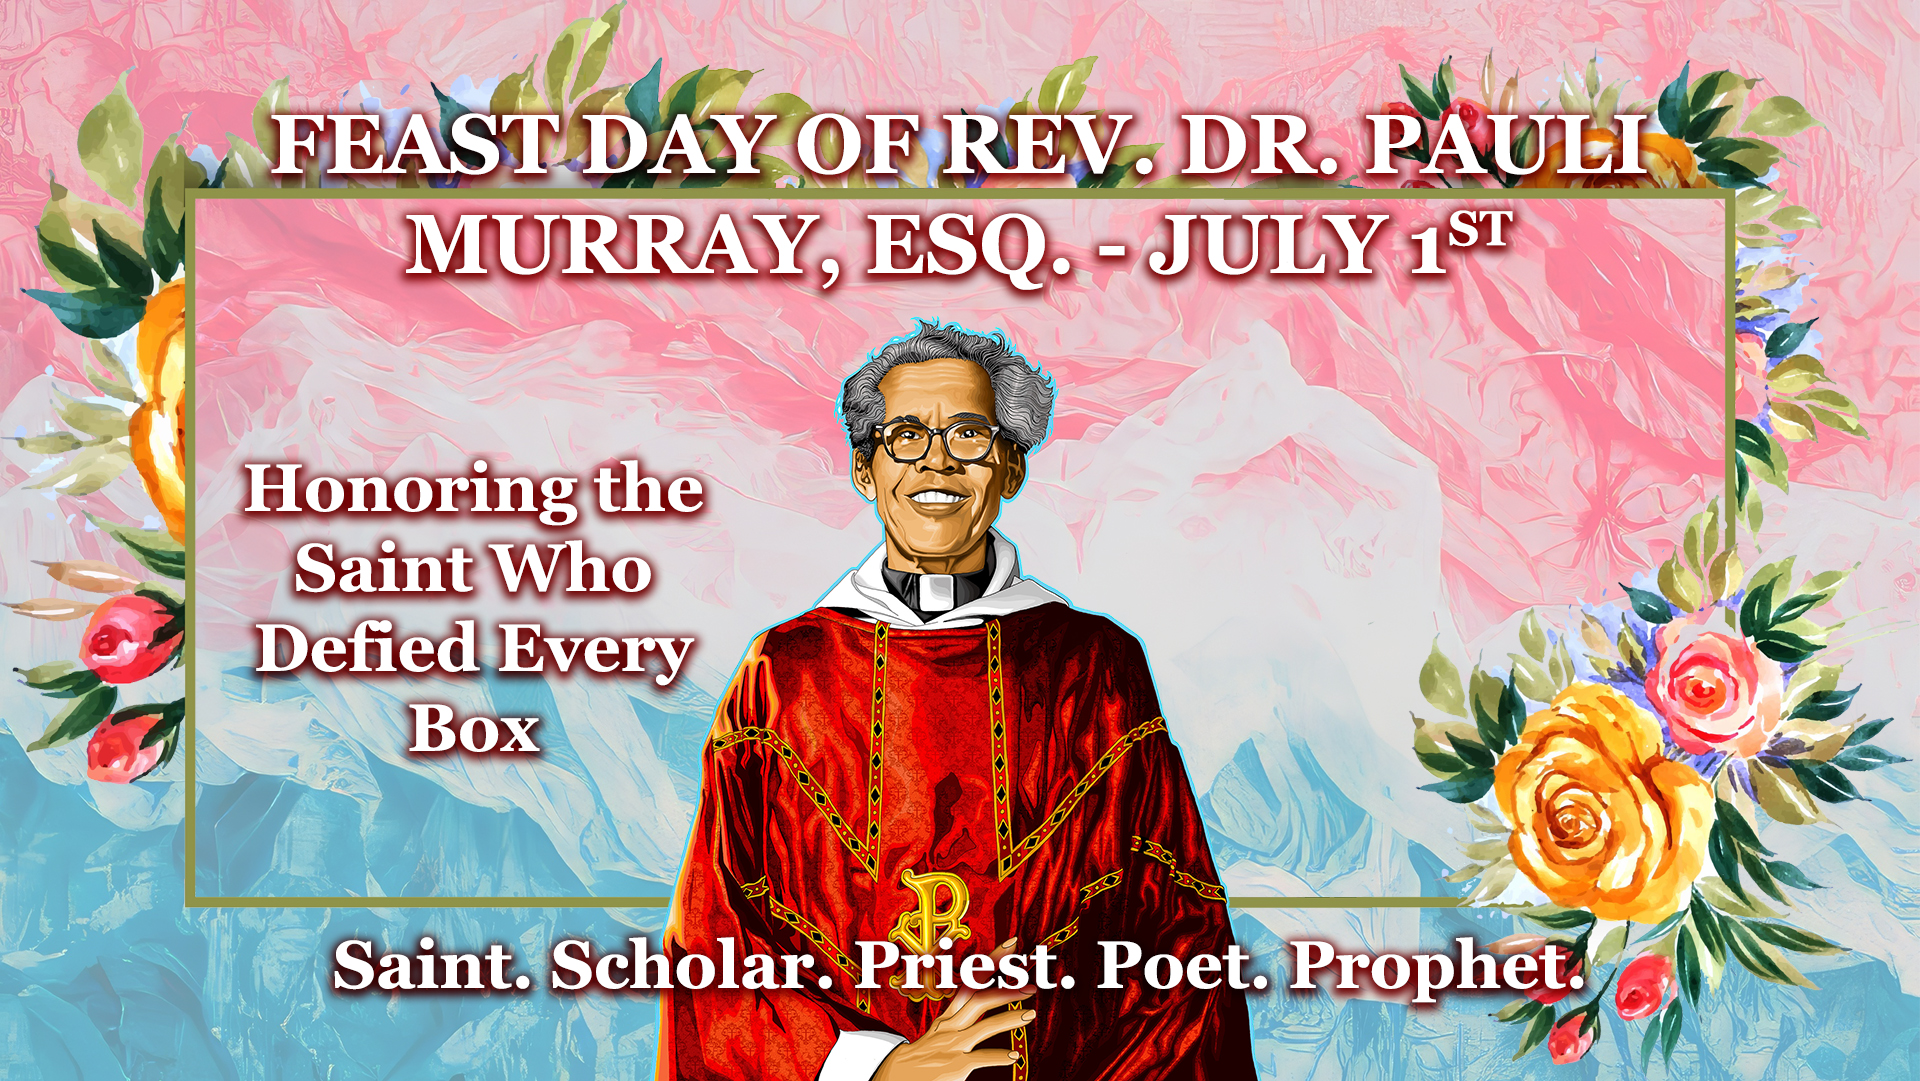 FEAST DAY OF REV. DR. PAULI
MURRAY, ESQ. - JULY 1ST
Honoring the
Saint Who
Defied Every
Box
Saint. Scholar. Priest. Poet. Prophet.